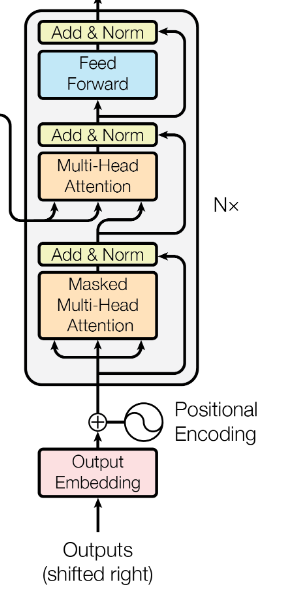 Add & Norm
Feed
Forward
Add & Norm
Multi-Head
Attention
N×
Add & Norm
Masked
Multi-Head
Attention
Positional
Encoding
Output
Embedding
Outputs
(shifted right)